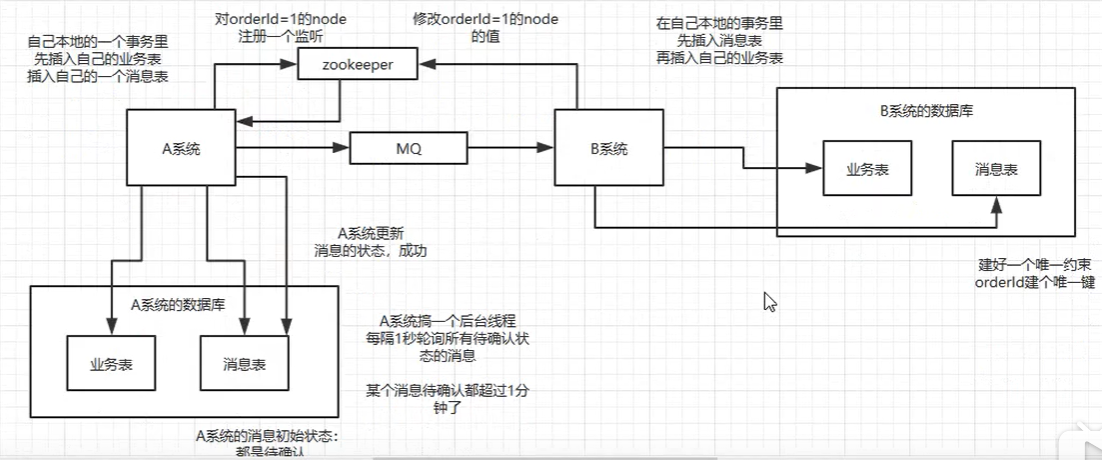 对orderId=1的node
注册一个监听
修改orderId=1的node
的值
自己本地的一个事务里
先插入自己的业务表
插入自己的一个消息表
在自己本地的事务里
先插入消息表
再插入自己的业务表
zookeeper
A系统
MQ
B系统
B系统的数据库
业务表
消息表
A系统更新
消息的状态，成功
建好一个唯一约束
orderId建个唯一键
A系统的数据库
业务表
消息表
A系统搞一个后台线程
每隔1秒轮询所有待确认状
态的消息
某个消息待确认都超过1分
钟了
A系统的消息初始状态：
都是待确认